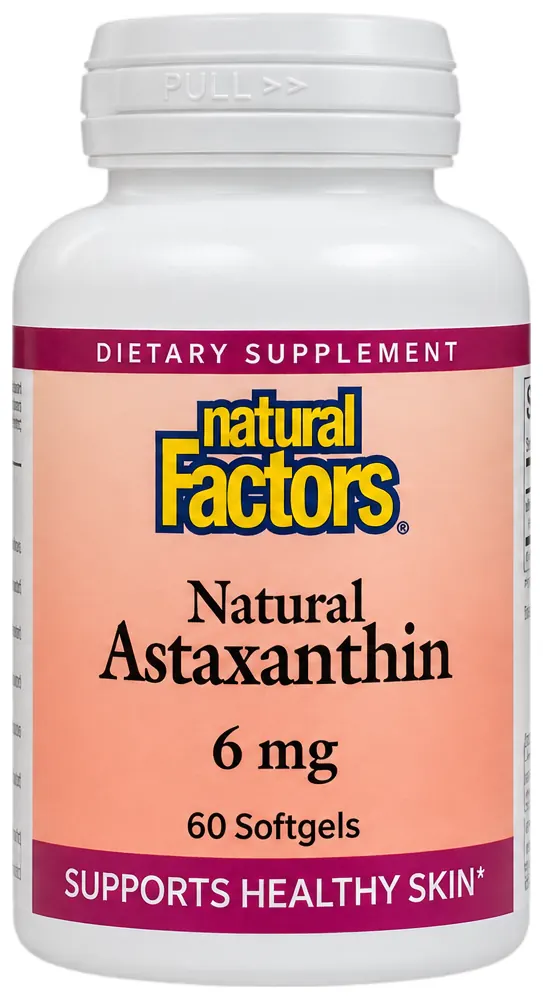 PULL >>
DIETARY SUPPLEMENT
natural
Factors®
Natural
Astaxanthin
6 mg
60 Softgels
SUPPORTS HEALTHY SKIN*